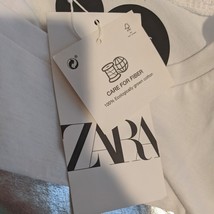 CARE FOR FIBER
100% Ecologically grown cotton
ZARA